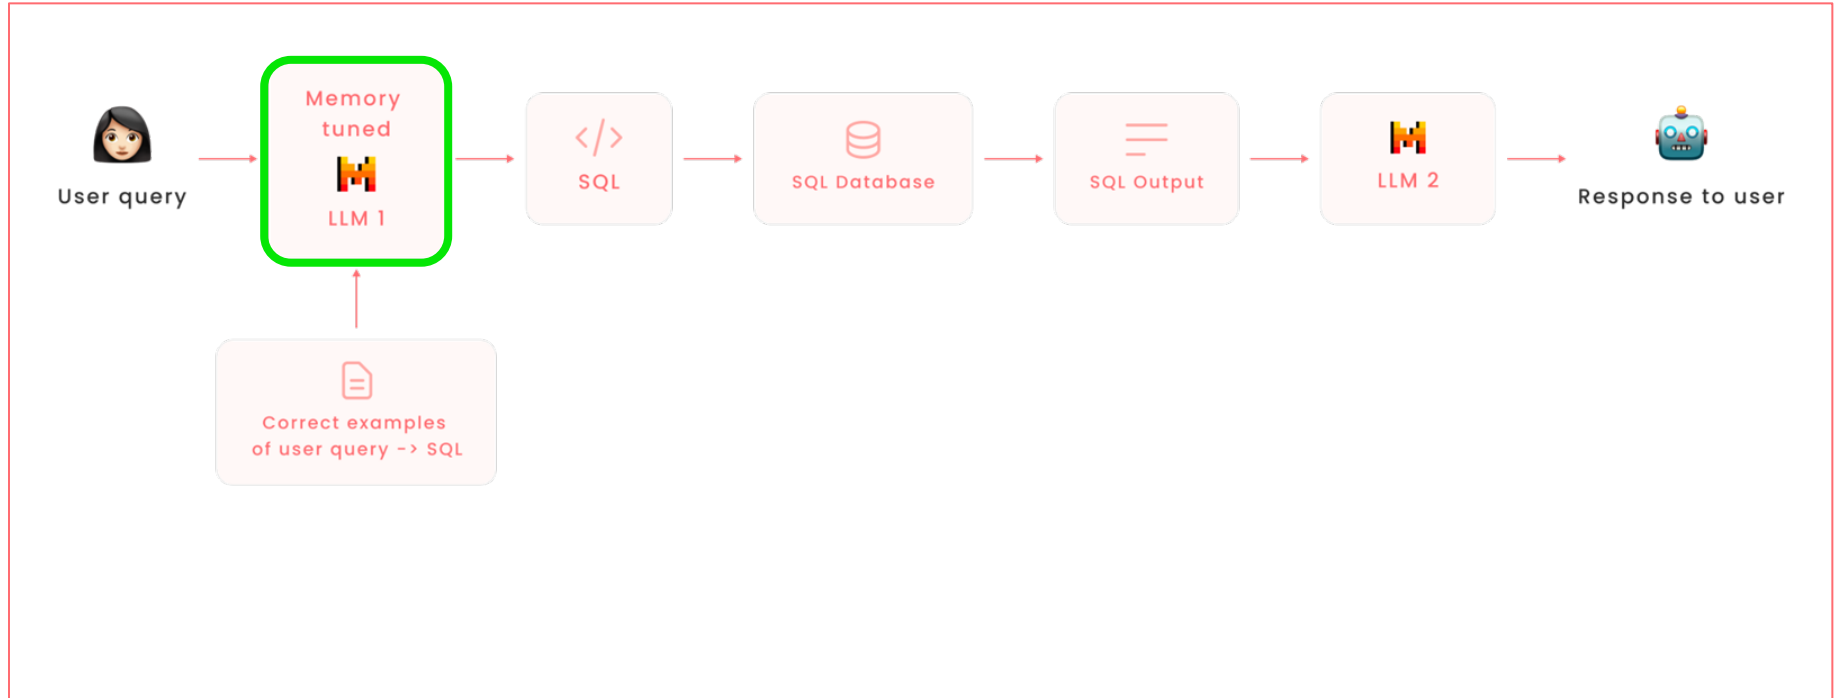 User query
Memory
tuned
LLM 1
SQL
SQL Database
SQL Output
LLM 2
Response to user
Correct examples
of user query -> SQL